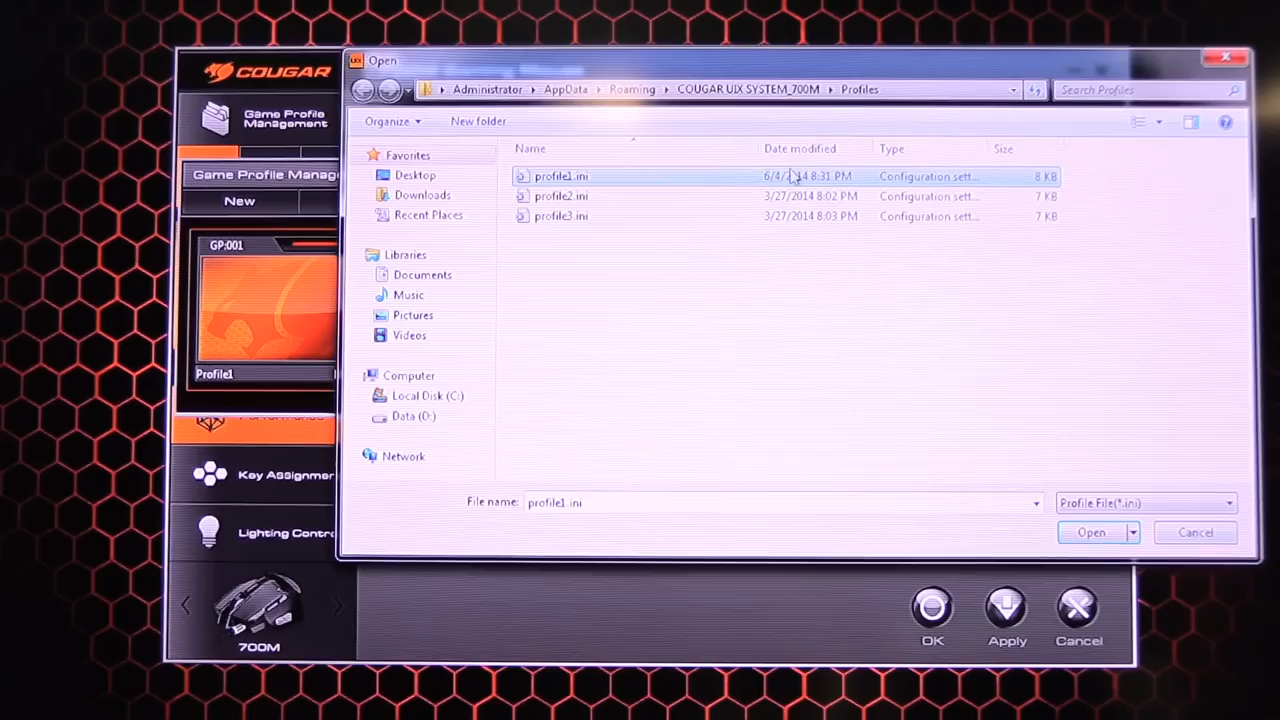 COUGAR
Game Profile
Management
Game Profile Manag
New
GP:001
Profile1
Key Assignmen
Lighting Contro
700M
UIX
Open
Administrator
AppData
Roaming
COUGAR UIX SYSTEM_700M
Profiles
Search Profiles
Organize
New folder
Favorites
Desktop
Downloads
Recent Places
Libraries
Documents
Music
Pictures
Videos
Computer
Local Disk (C:)
Data (D:)
Network
Name Date modified Type Size
profile1.ini 8:31 PM Configuration sett... 8 KB
profile2.ini 3/27/2014 8:02 PM Configuration sett... 7 KB
profile3.ini 3/27/2014 8:03 PM Configuration sett... 7 KB
File name: profile1.ini
Profile File(*.ini)
Open
Cancel
OK
Apply
Cancel